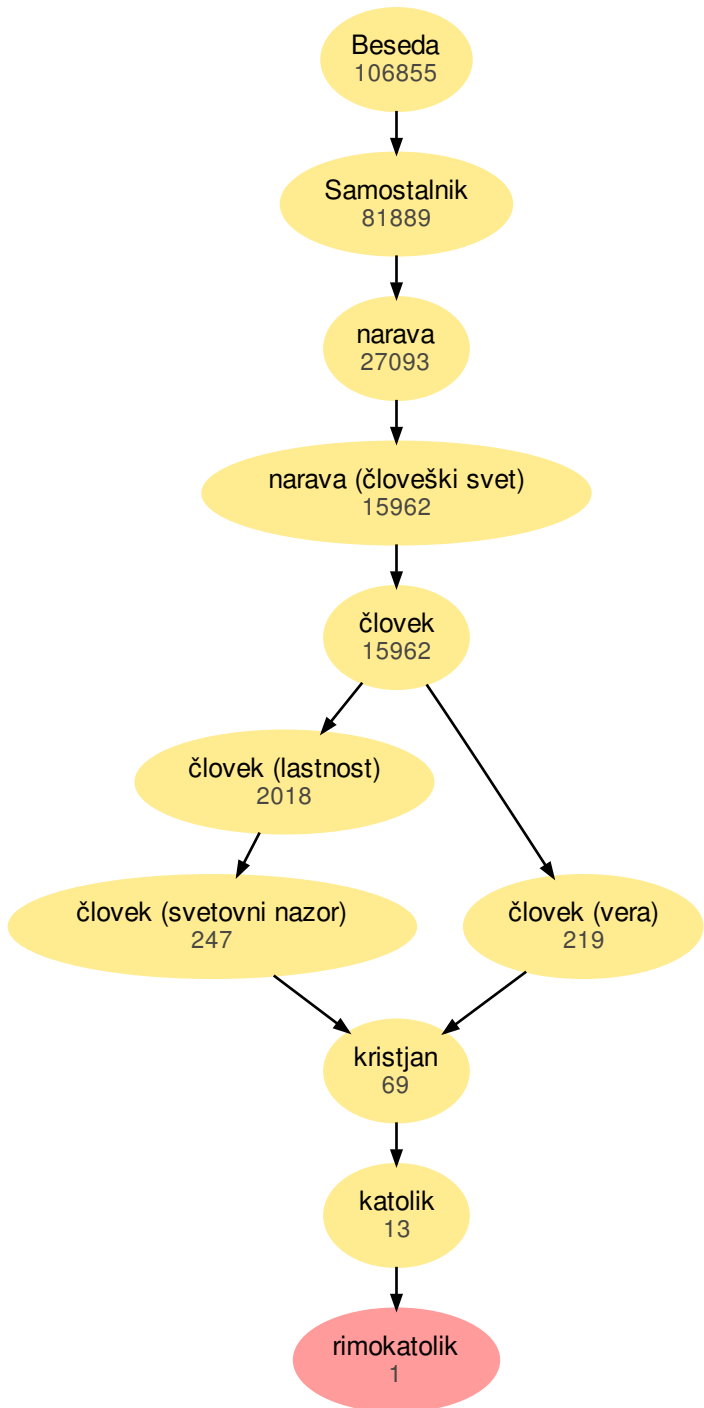 Beseda
106855
Samostalnik
81889
narava
27093
narava (človeški svet)
15962
človek
15962
človek (lastnost)
2018
človek (svetovni nazor)
247
človek (vera)
219
kristjan
69
katolik
13
rimokatolik
1